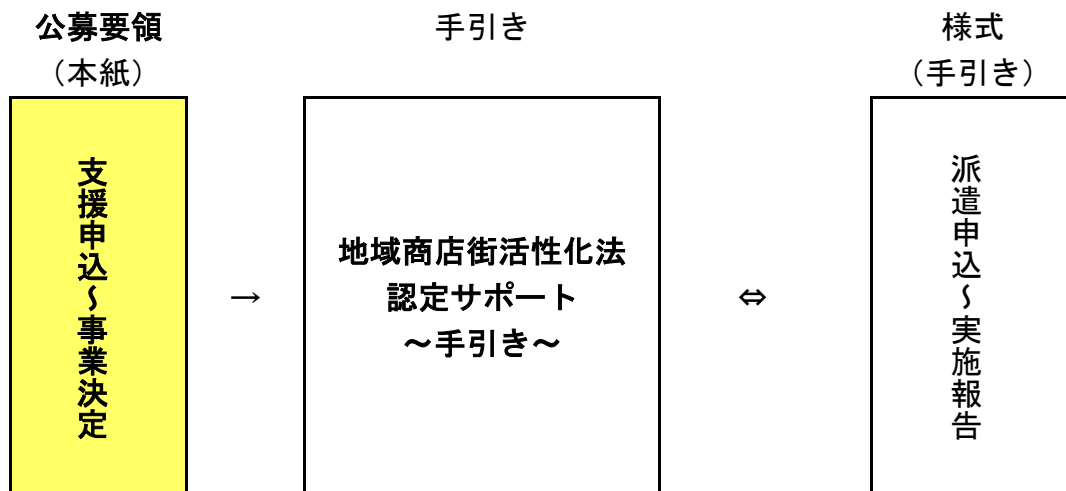 公募要領
（本紙）
支援申込～事業決定
→
手引き
地域商店街活性化法
認定サポート
～手引き～
⇔
様式
（手引き）
派遣申込～実施報告